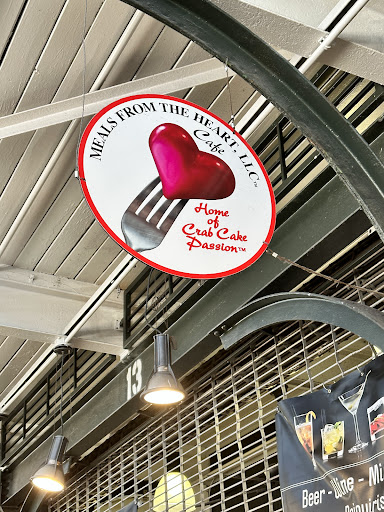 MEALS FROM THE HEART, LLC™
Cafe
Home
of
Crab Cake
Passion™
13
Beer - Wine - Mi